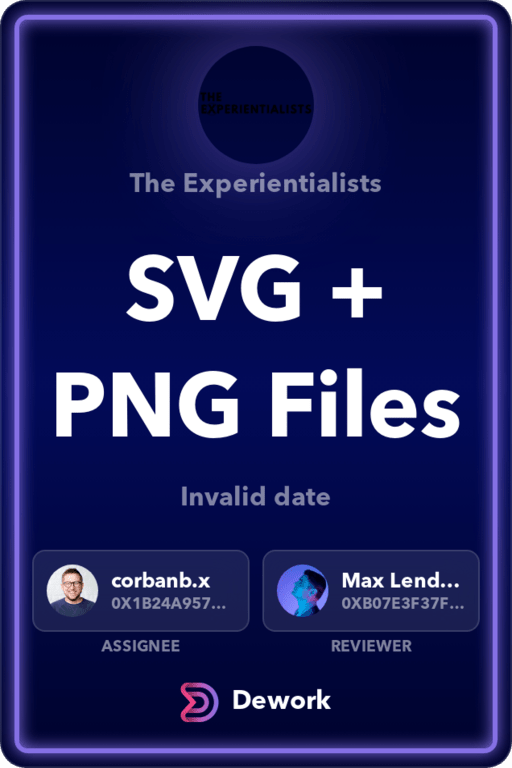 THE
EXPERIENTIALISTS
The Experientialists
SVG +
PNG Files
Invalid date
corbanb.x
0X1B24A957...
Max Lend...
0XB07E3F37F...
ASSIGNEE
REVIEWER
Dework